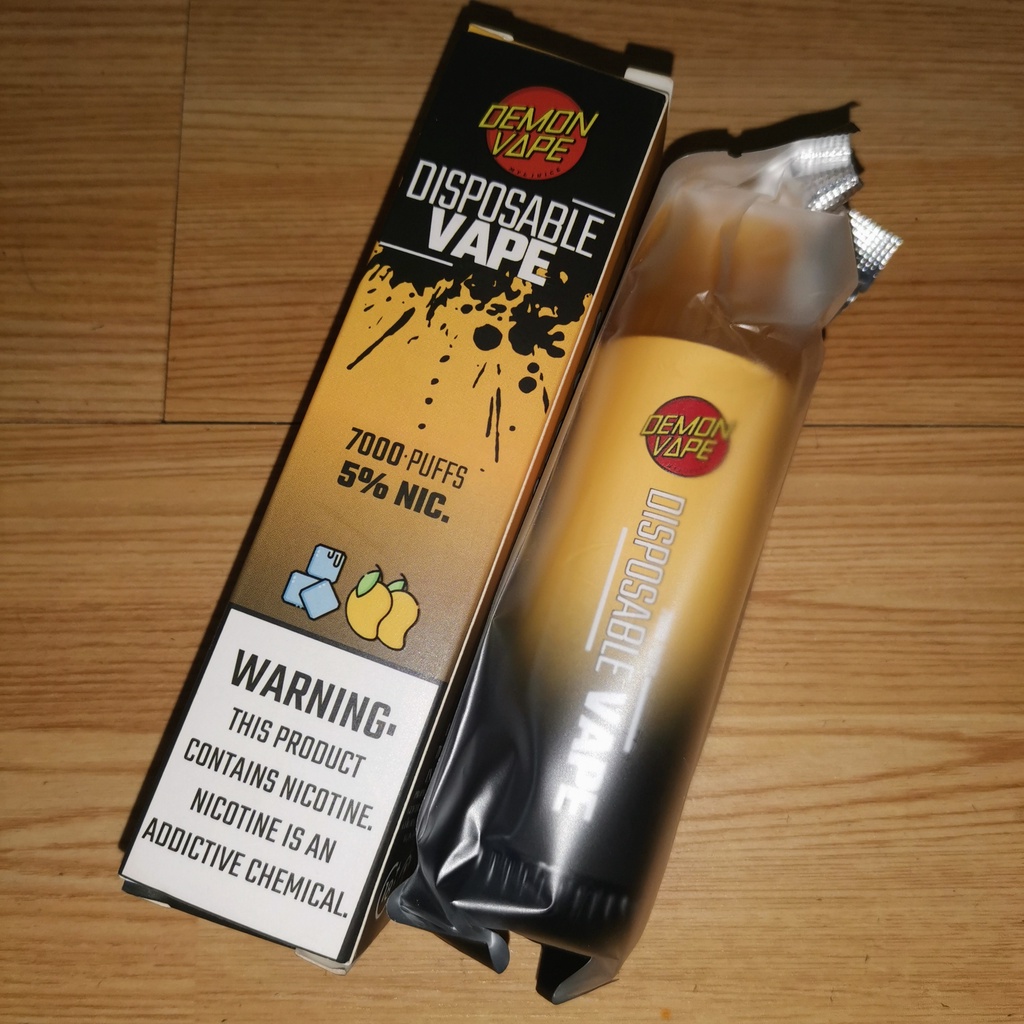 DEMON
VAPE
DISPOSABLE
VAPE
7000 PUFFS
5% NIC.
WARNING.
THIS PRODUCT
CONTAINS NICOTINE.
NICOTINE IS AN
ADDICTIVE CHEMICAL.
DEMON
VAPE
DISPOSABLE VAPE